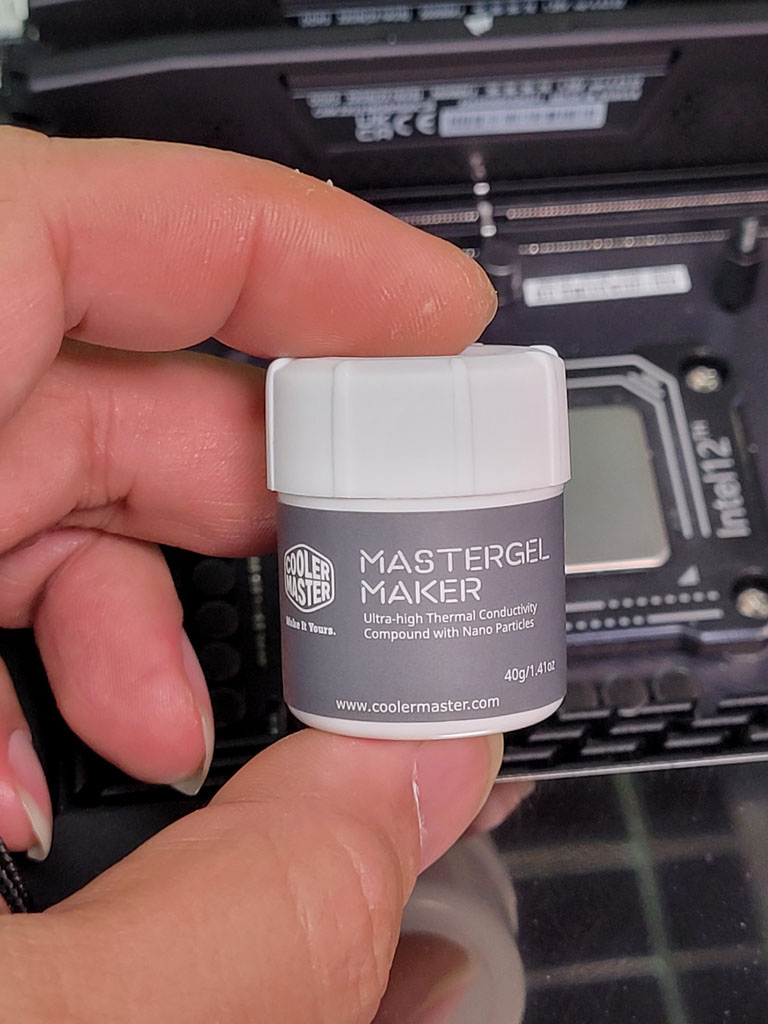 COOLER
MASTER
Make It Yours.
MASTERGEL
MAKER
Ultra-high Thermal Conductivity
Compound with Nano Particles
40g/1.41oz
www.coolermaster.com
Intel12™